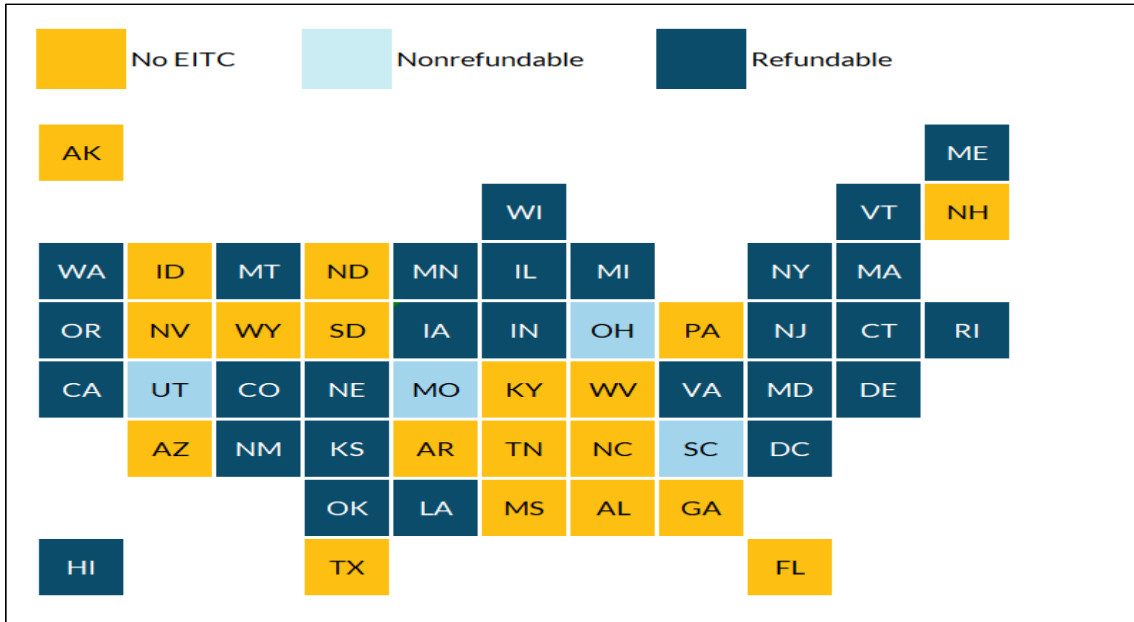 No EITC Nonrefundable Refundable
AK ME
WI VT NH
WA ID MT ND MN IL MI NY MA
OR NV WY SD IA IN OH PA NJ CT RI
CA UT CO NE MO KY WV VA MD DE
AZ NM KS AR TN NC SC DC
OK LA MS AL GA
HI TX FL